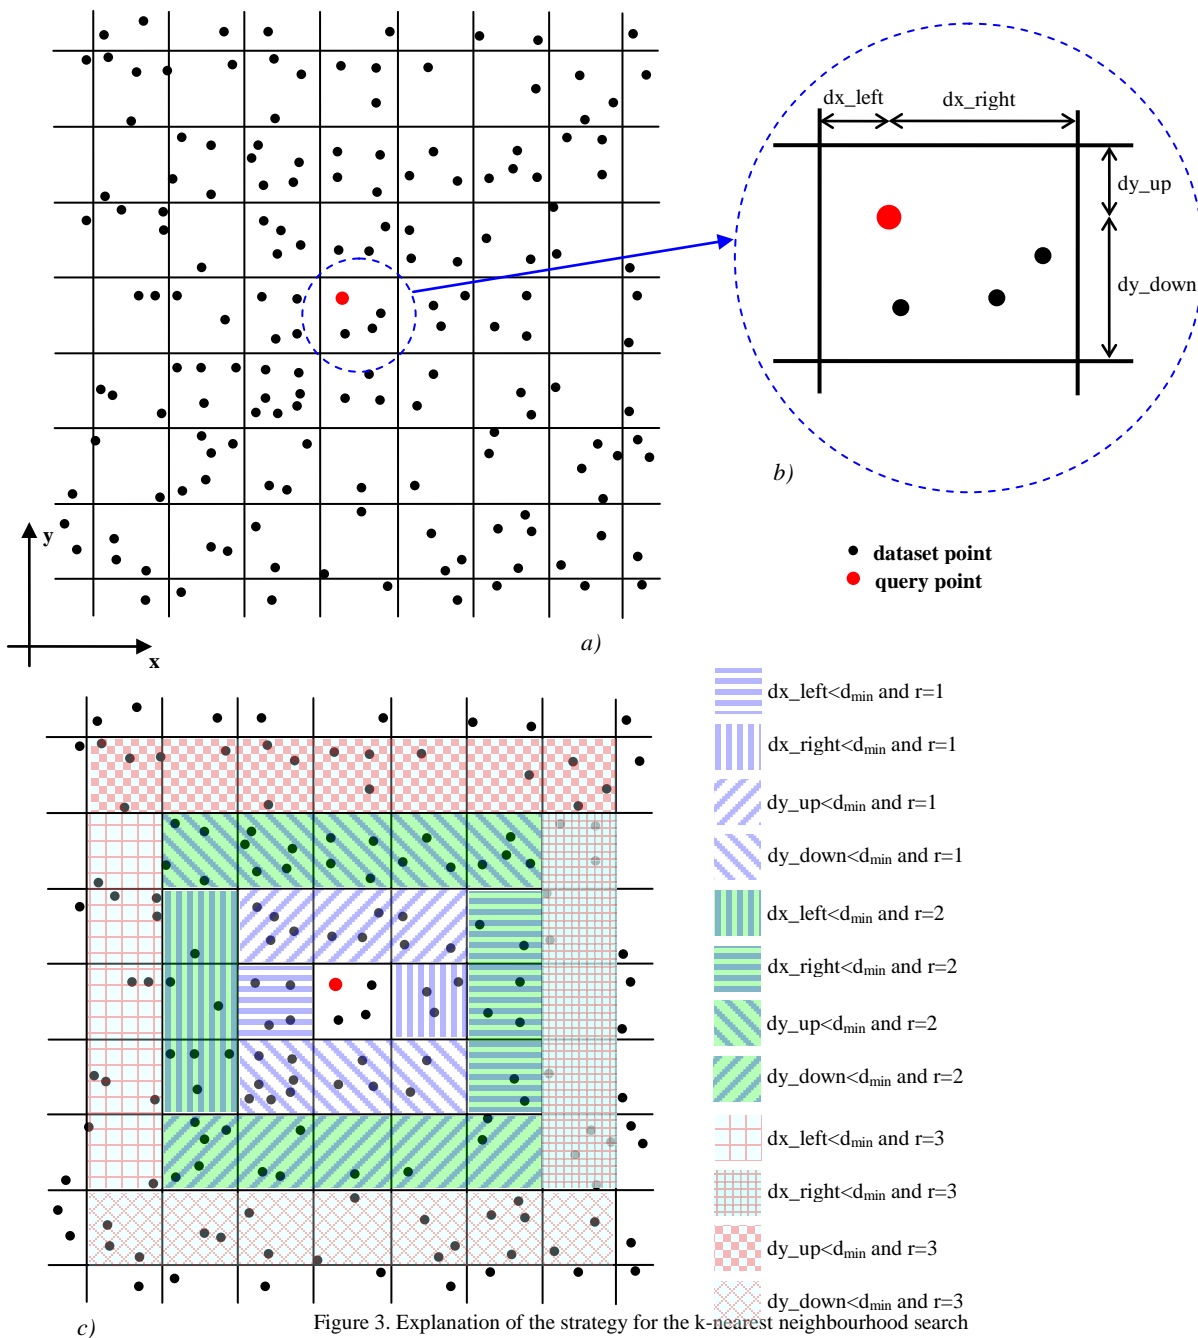 dx_left
dx_right
dy_up
dy_down
b)
dataset point
query point
y
x
a)
dx_left<dmin and r=1
dx_right<dmin and r=1
dy_up<dmin and r=1
dy_down<dmin and r=1
dx_left<dmin and r=2
dx_right<dmin and r=2
dy_up<dmin and r=2
dy_down<dmin and r=2
dx_left<dmin and r=3
dx_right<dmin and r=3
dy_up<dmin and r=3
dy_down<dmin and r=3
c)
Figure 3. Explanation of the strategy for the k-nearest neighbourhood search